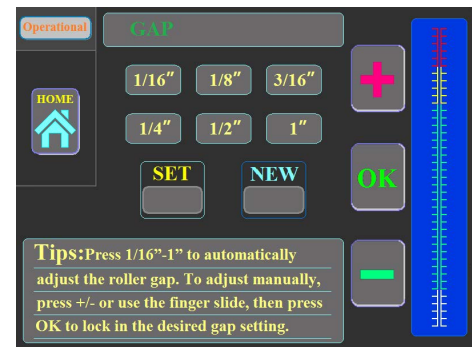 Operational
GAP
HOME
1/16" 1/8" 3/16"
1/4" 1/2" 1"
SET NEW
OK
Tips:Press 1/16"-1" to automatically
adjust the roller gap. To adjust manually,
press +/- or use the finger slide, then press
OK to lock in the desired gap setting.